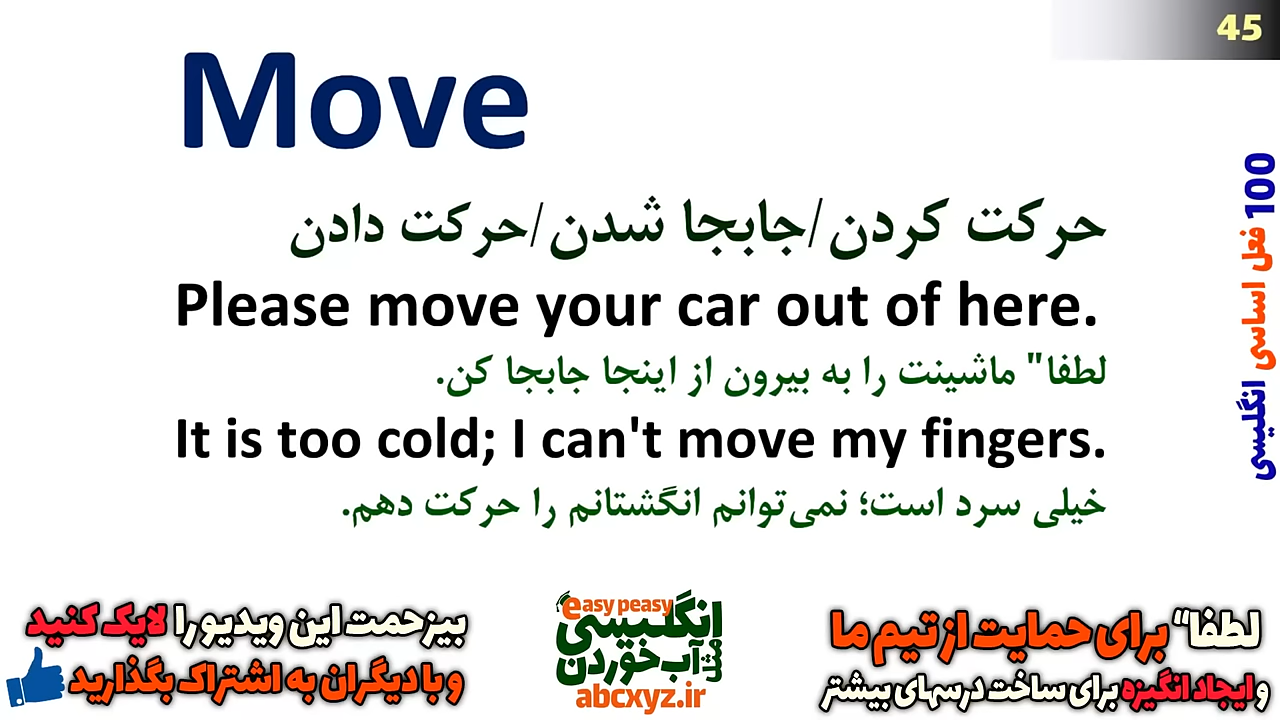 45
Move
حرکت کردن/جابجا شدن/حرکت دادن
Please move your car out of here.
لطفا" ماشینت را به بیرون از اینجا جابجا کن.
It is too cold; I can't move my fingers.
خیلی سرد است؛ نمی‌توانم انگشتانم را حرکت دهم.
100 فعل اساسی انگلیسی
لطفا" برای حمایت از تیم ما
و ایجاد انگیزه برای ساخت درسهای بیشتر
easy peasy
انگلیسی
مثل آب خوردن
abcxyz.ir
بیزحمت این ویدیو را لایک کنید
و با دیگران به اشتراک بگذارید